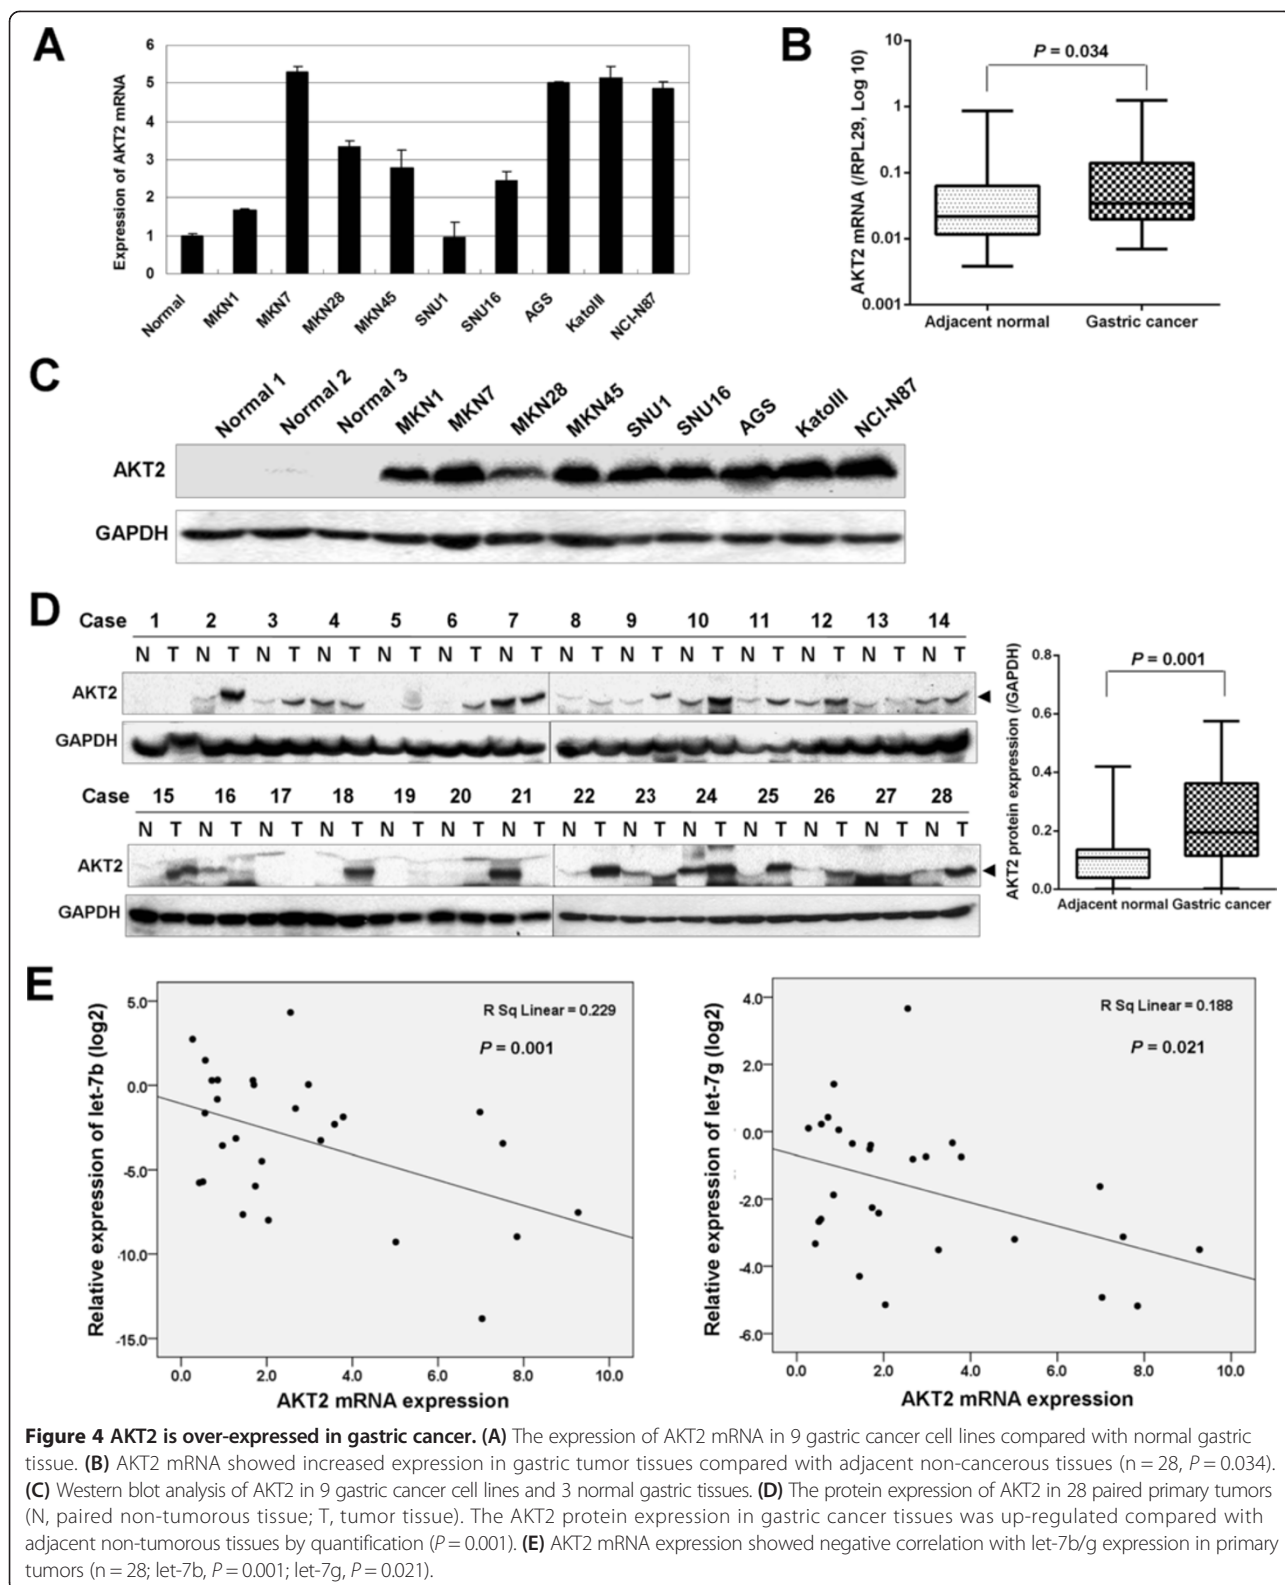 A
Expression of AKT2 mRNA
6
5
4
3
2
1
0
Normal
MKN1
MKN7
MKN28
MKN45
SNU1
SNU16
AGS
KatoIII
NCI-N87
B
AKT2 mRNA (/RPL29, Log 10)
10
1
0.1
0.01
0.001
P = 0.034
Adjacent normal
Gastric cancer
C
Normal 1
Normal 2
Normal 3
MKN1
MKN7
MKN28
MKN45
SNU1
SNU16
AGS
KatoIII
NCI-N87
AKT2
GAPDH
D
Case 1 2 3 4 5 6 7 8 9 10 11 12 13 14
N T N T N T N T N T N T N T N T N T N T N T N T N T N T
AKT2
GAPDH
Case 15 16 17 18 19 20 21 22 23 24 25 26 27 28
N T N T N T N T N T N T N T N T N T N T N T N T N T N T
AKT2
GAPDH
AKT2 protein expression (/GAPDH)
0.8
0.6
0.4
0.2
0.0
P = 0.001
Adjacent normal Gastric cancer
E
Relative expression of let-7b (log2)
5.0
0.0
-5.0
-10.0
-15.0
R Sq Linear = 0.229
P = 0.001
0.0 2.0 4.0 6.0 8.0 10.0
AKT2 mRNA expression
Relative expression of let-7g (log2)
4.0
2.0
0.0
-2.0
-4.0
-6.0
R Sq Linear = 0.188
P = 0.021
0.0 2.0 4.0 6.0 8.0 10.0
AKT2 mRNA expression
Figure 4 AKT2 is over-expressed in gastric cancer. (A) The expression of AKT2 mRNA in 9 gastric cancer cell lines compared with normal gastric
tissue. (B) AKT2 mRNA showed increased expression in gastric tumor tissues compared with adjacent non-cancerous tissues (n = 28, P = 0.034).
(C) Western blot analysis of AKT2 in 9 gastric cancer cell lines and 3 normal gastric tissues. (D) The protein expression of AKT2 in 28 paired primary tumors
(N, paired non-tumorous tissue; T, tumor tissue). The AKT2 protein expression in gastric cancer tissues was up-regulated compared with
adjacent non-tumorous tissues by quantification (P = 0.001). (E) AKT2 mRNA expression showed negative correlation with let-7b/g expression in primary
tumors (n = 28; let-7b, P = 0.001; let-7g, P = 0.021).